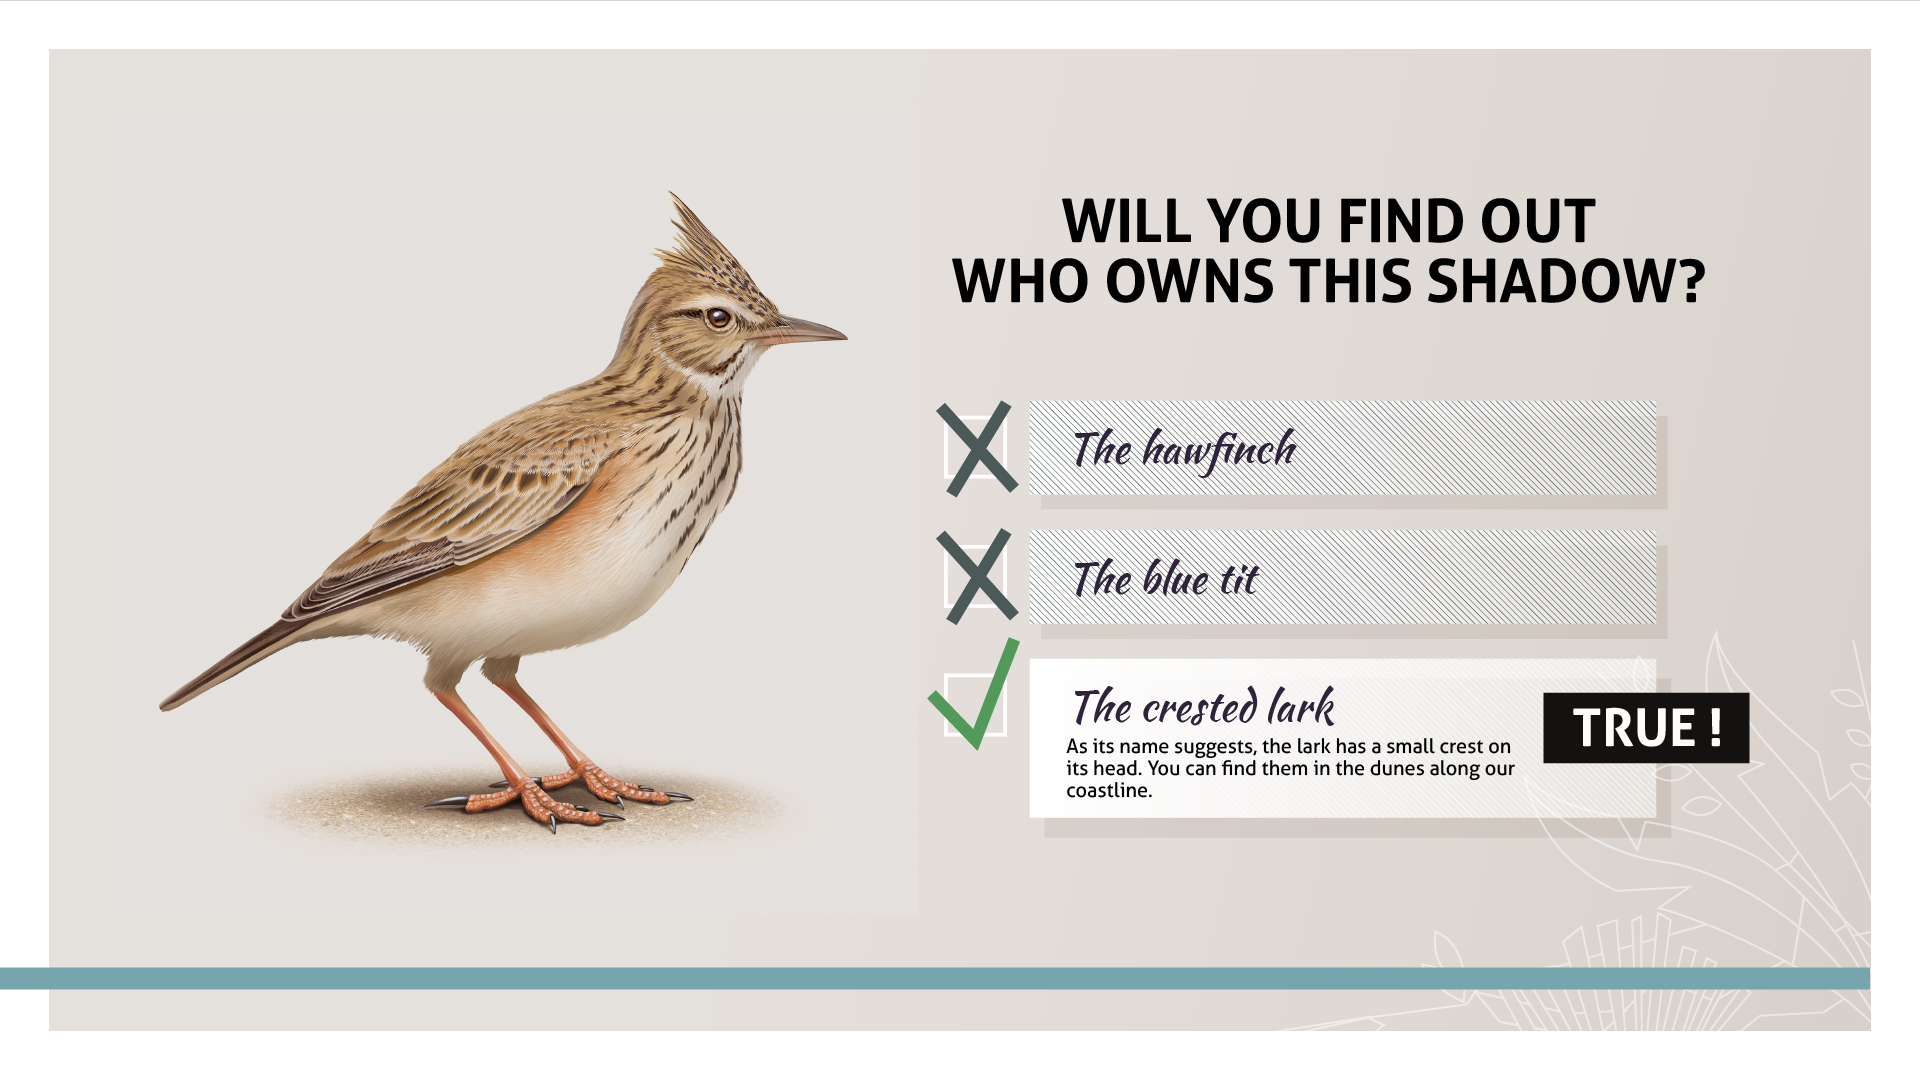 WILL YOU FIND OUT
WHO OWNS THIS SHADOW?
The hawfinch
The blue tit
The crested lark
As its name suggests, the lark has a small crest on
its head. You can find them in the dunes along our
coastline.
TRUE !